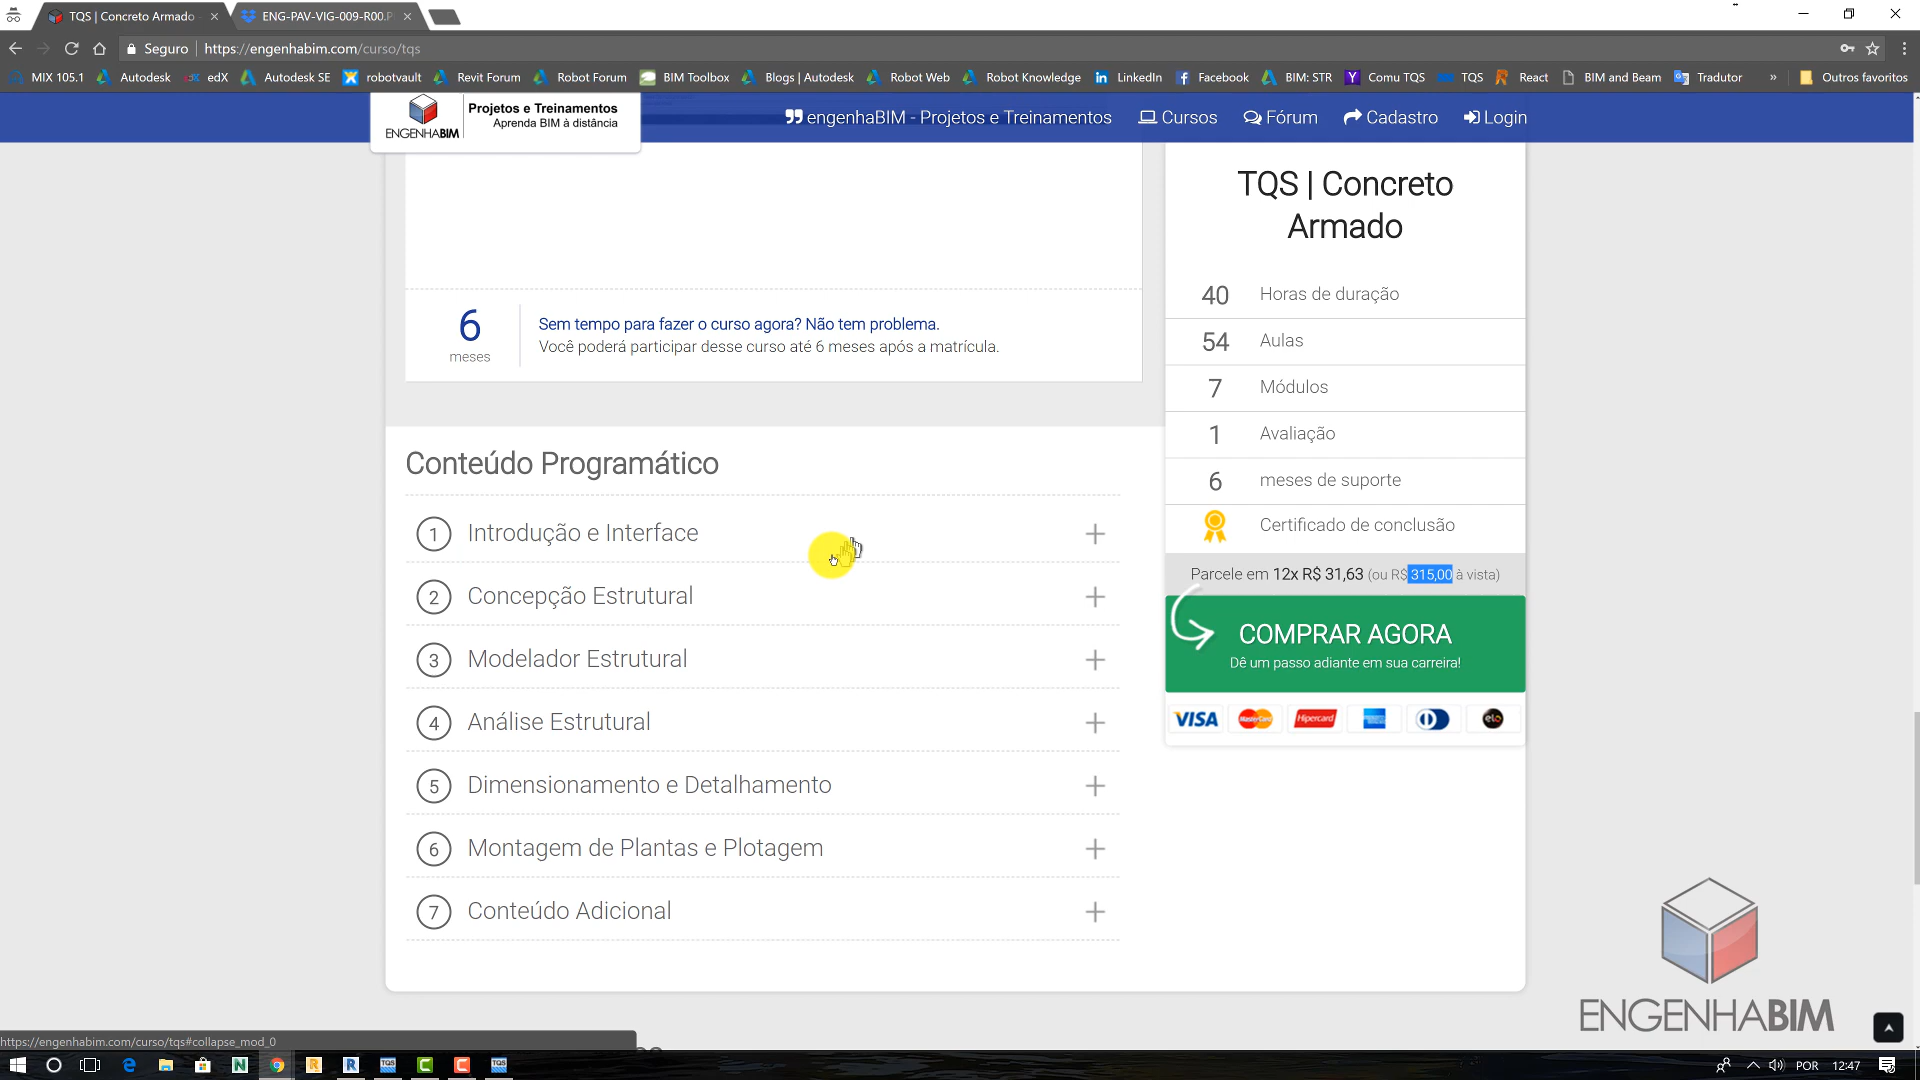 TQS | Concreto Armado
ENG-PAV-VIG-009-R00.P
Seguro
https://engenhabim.com/curso/tqs
MIX 105.1
Autodesk
edX
Autodesk SE
robotvault
Revit Forum
Robot Forum
BIM Toolbox
Blogs | Autodesk
Robot Web
Robot Knowledge
LinkedIn
Facebook
BIM: STR
Comu TQS
TQS
React
BIM and Beam
Tradutor
»
Outros favoritos
ENGENHABIM
Projetos e Treinamentos
Aprenda BIM à distância
engenhaBIM - Projetos e Treinamentos
Cursos
Fórum
Cadastro
Login
6
meses
Sem tempo para fazer o curso agora? Não tem problema.
Você poderá participar desse curso até 6 meses após a matrícula.
Conteúdo Programático
1 Introdução e Interface
2 Concepção Estrutural
3 Modelador Estrutural
4 Análise Estrutural
5 Dimensionamento e Detalhamento
6 Montagem de Plantas e Plotagem
7 Conteúdo Adicional
TQS | Concreto
Armado
40 Horas de duração
54 Aulas
7 Módulos
1 Avaliação
6 meses de suporte
Certificado de conclusão
Parcele em 12x R$ 31,63 (ou R$ 315,00 à vista)
COMPRAR AGORA
Dê um passo adiante em sua carreira!
VISA MasterCard Hipercard elo
ENGENHABIM
https://engenhabim.com/curso/tqs#collapse_mod_0
POR
12:47